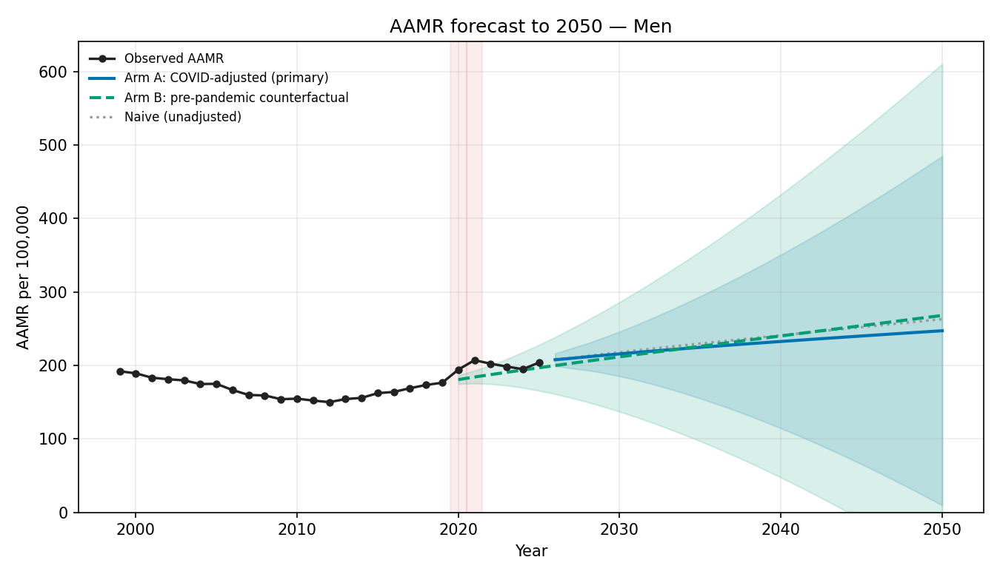 AAMR forecast to 2050 — Men
Observed AAMR
Arm A: COVID-adjusted (primary)
Arm B: pre-pandemic counterfactual
Naive (unadjusted)
AAMR per 100,000
600
500
400
300
200
100
0
2000 2010 2020 2030 2040 2050
Year